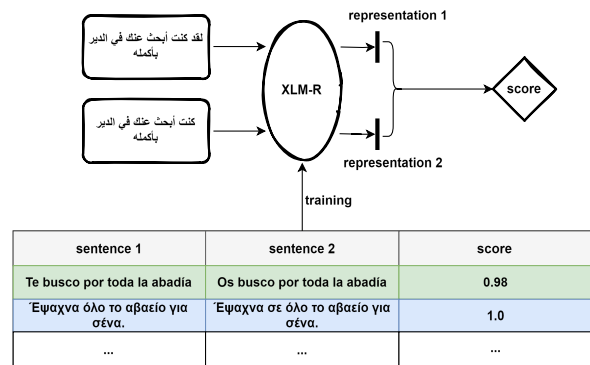 representation 1
لقد كنت أبحث عنك في الدير
بأكمله
XLM-R
score
كنت أبحث عنك في الدير
بأكمله
representation 2
training
sentence 1 sentence 2 score
Te busco por toda la abadía Os busco por toda la abadía 0.98
Έψαχνα όλο το αβαείο για
σένα.
Έψαχνα σε όλο το αβαείο για
σένα.
1.0
... ... ...